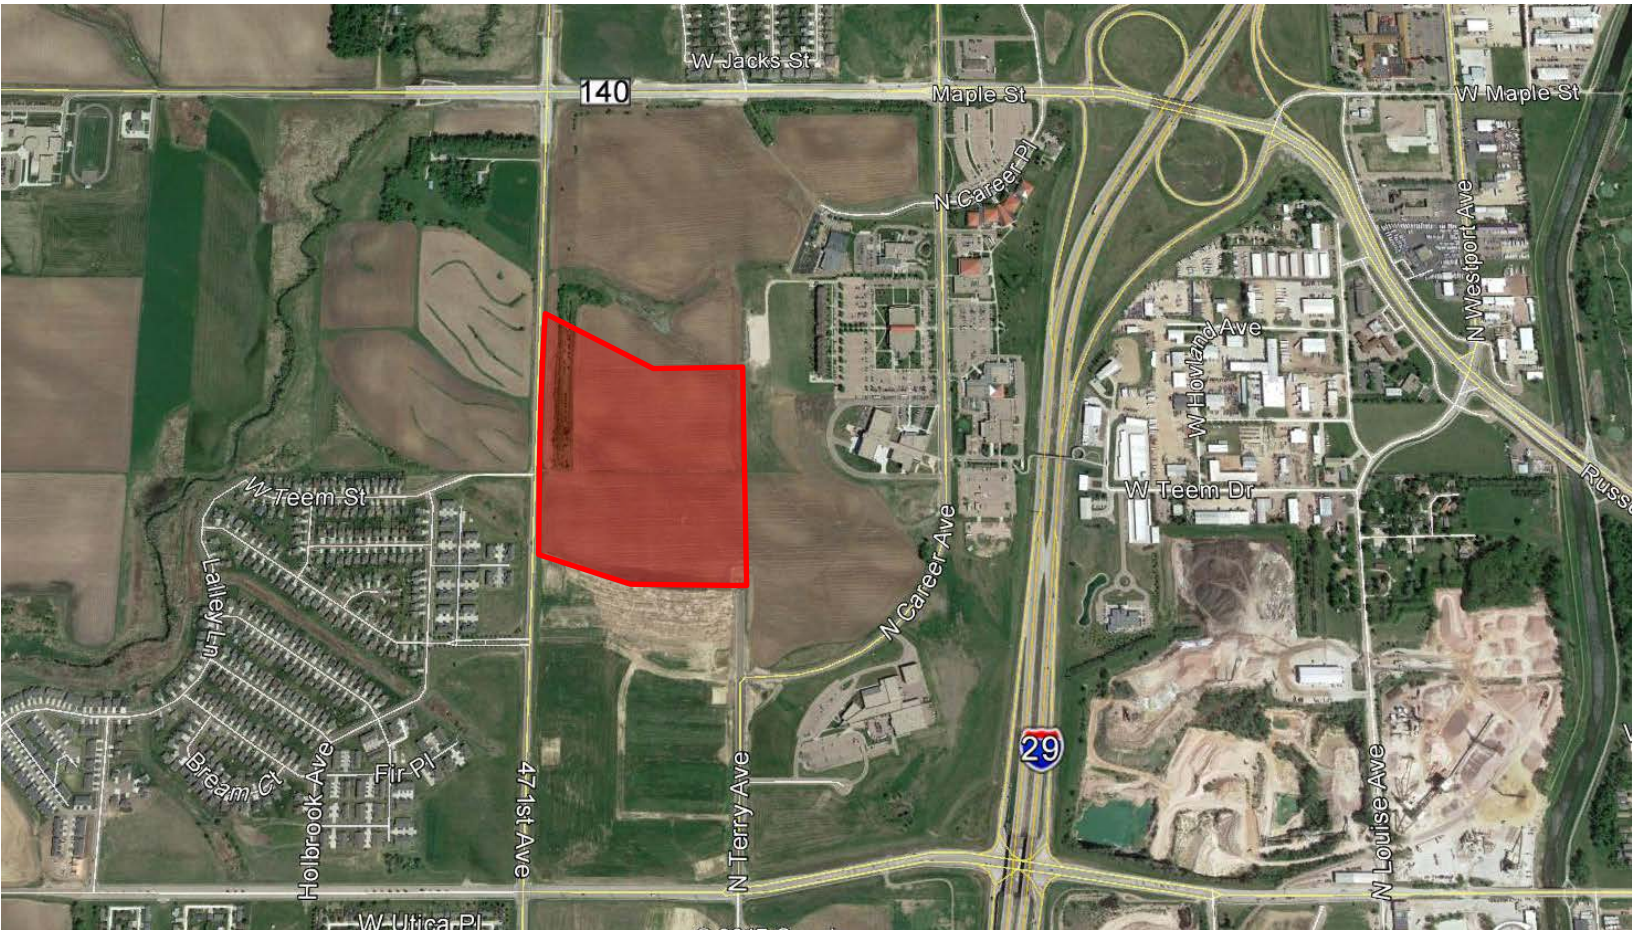 W Jacks St
140
Maple St
W Maple St
N Career Pl
N Westport Ave
W Hovland Ave
W Teem St
W Teem Dr
N Career Ave
Lalley Ln
29
Bream Ct
Holbrook Ave
Fir Pl
471st Ave
N Terry Ave
N Louise Ave
W Utica Pl